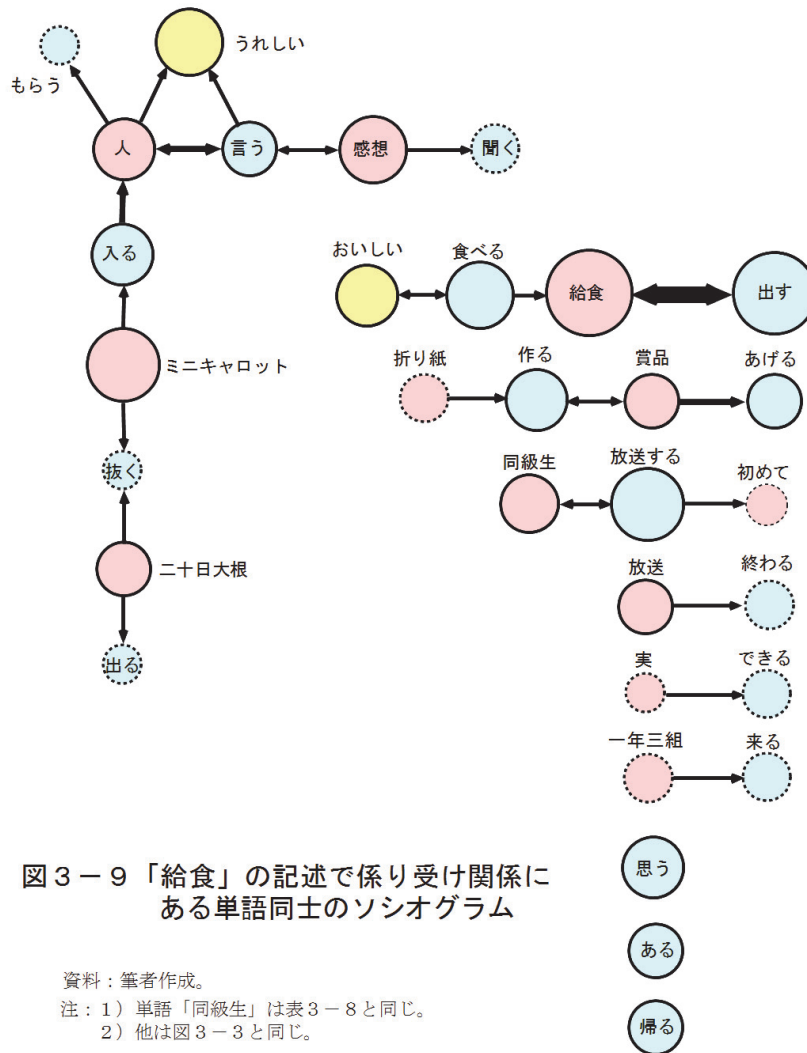 うれしい
もらう
人
言う
感想
聞く
入る
おいしい
食べる
給食
出す
ミニキャロット
折り紙
作る
賞品
あげる
抜く
同級生
放送する
初めて
二十日大根
放送
終わる
出る
実
できる
一年三組
来る
図3-9「給食」の記述で係り受け関係に
ある単語同士のソシオグラム
思う
ある
帰る
資料：筆者作成。
注：1）単語「同級生」は表3-8と同じ。
2）他は図3-3と同じ。